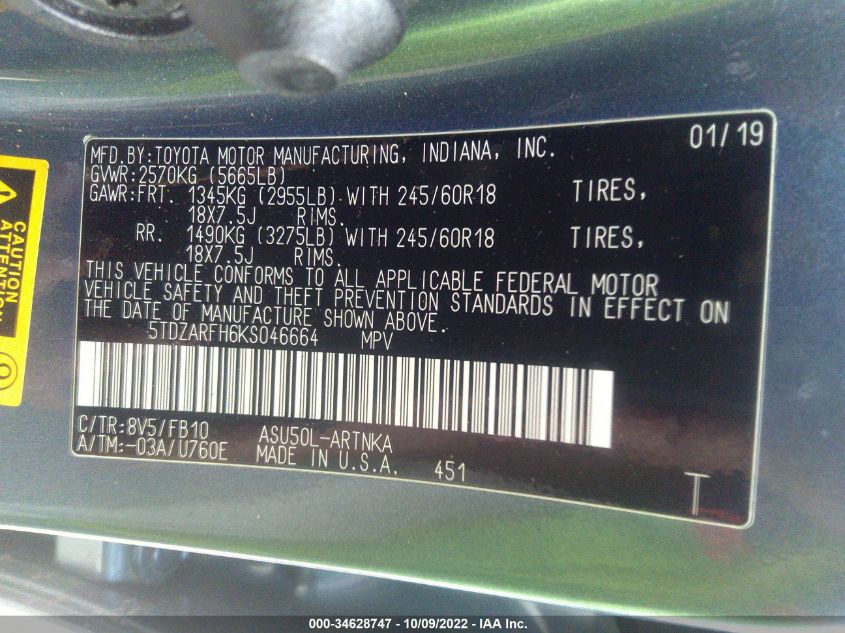 MFD.BY:TOYOTA MOTOR MANUFACTURING, INDIANA, INC. 01/19
GVWR:2570KG (5665LB)
GAWR:FRT. 1345KG (2955LB) WITH 245/60R18 TIRES,
18X7.5J RIMS.
RR. 1490KG (3275LB) WITH 245/60R18 TIRES,
18X7.5J RIMS.
THIS VEHICLE CONFORMS TO ALL APPLICABLE FEDERAL MOTOR
VEHICLE SAFETY AND THEFT PREVENTION STANDARDS IN EFFECT ON
THE DATE OF MANUFACTURE SHOWN ABOVE.
5TDZARFH6KS046664 MPV
C/TR:8V5/FB10 ASU50L-ARTNKA
A/TM:-03A/U760E MADE IN U.S.A. 451
T
CAUTION
ATTENTION
000-34628747 - 10/09/2022 - IAA Inc.